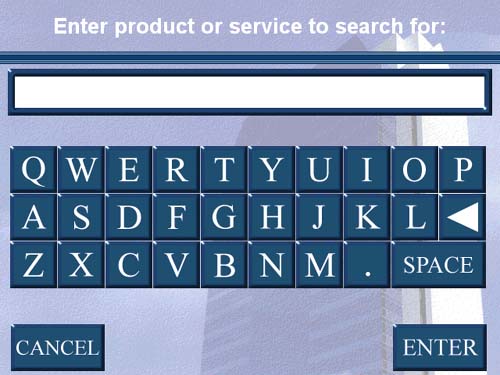 Enter product or service to search for:
Q W E R T Y U I O P
A S D F G H J K L
Z X C V B N M . SPACE
CANCEL ENTER